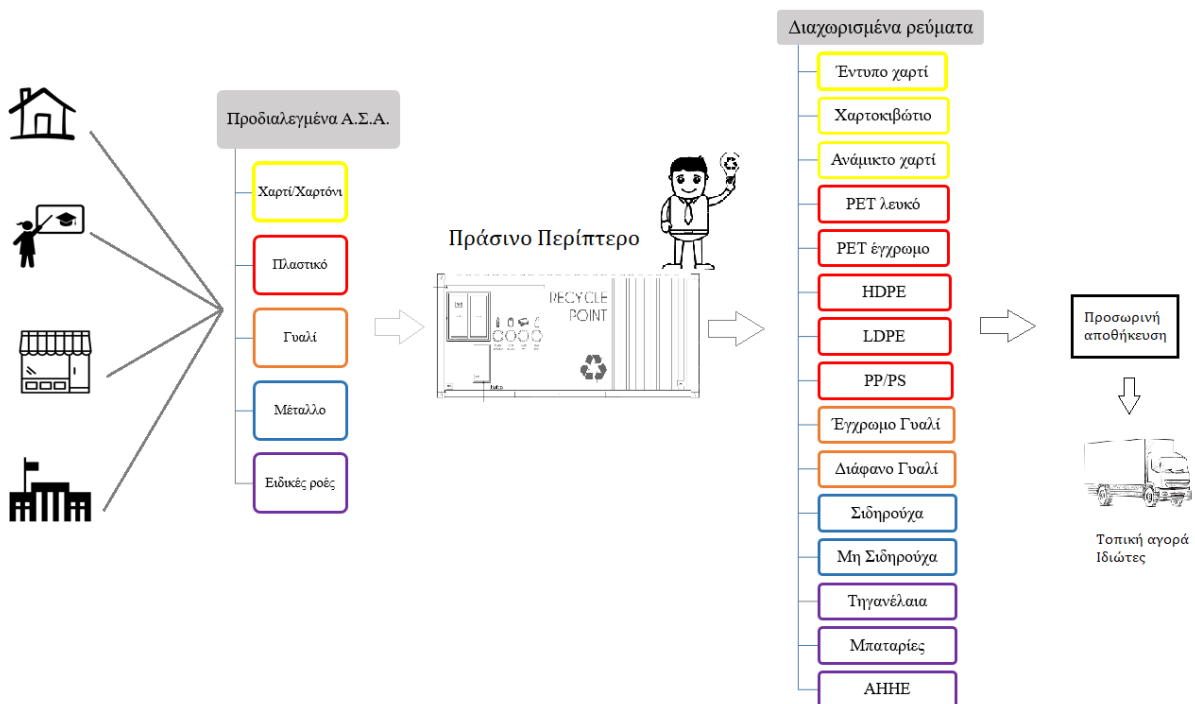 Προδιαλεγμένα Α.Σ.Α.
Χαρτί/Χαρτόνι
Πλαστικό
Γυαλί
Μέταλλο
Ειδικές ροές
Πράσινο Περίπτερο
RECYCLE
POINT
Διαχωρισμένα ρεύματα
Έντυπο χαρτί
Χαρτοκιβώτιο
Ανάμικτο χαρτί
PET λευκό
PET έγχρωμο
HDPE
LDPE
PP/PS
Έγχρωμο Γυαλί
Διάφανο Γυαλί
Σιδηρούχα
Μη Σιδηρούχα
Τηγανέλαια
Μπαταρίες
ΑΗΗΕ
Προσωρινή
αποθήκευση
Τοπική αγορά
Ιδιώτες